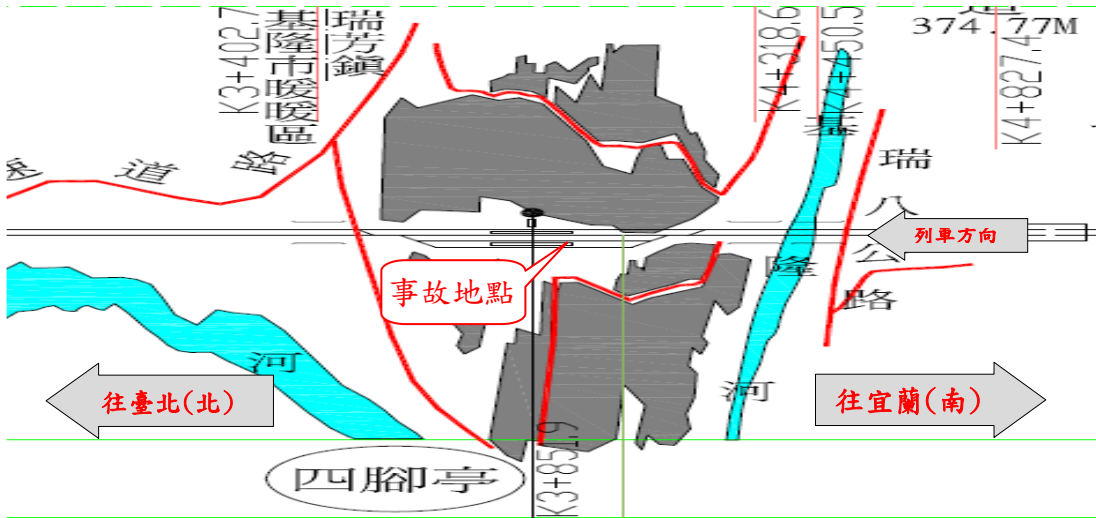 K3+402.7
基隆市暖暖區
瑞芳鎮
K4+318.6
K4+450.5
374.77M
K4+827.4
道路
基隆河
瑞八公路
列車方向
事故地點
河
往臺北(北)
往宜蘭(南)
四腳亭
K3+851.9